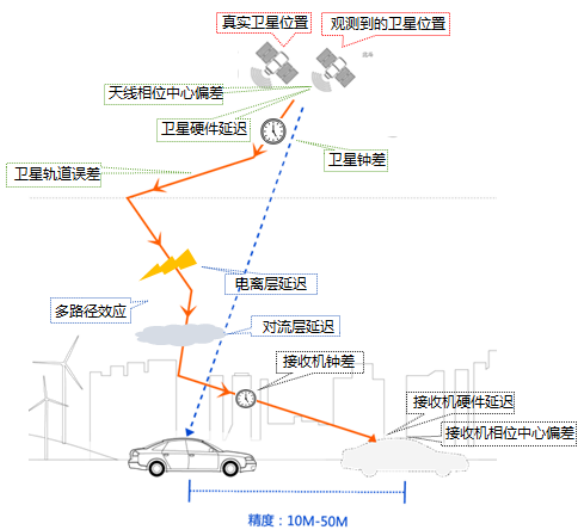 真实卫星位置
观测到的卫星位置
天线相位中心偏差
卫星硬件延迟
卫星钟差
卫星轨道误差
电离层延迟
多路径效应
对流层延迟
接收机钟差
接收机硬件延迟
接收机相位中心偏差
精度：10M-50M